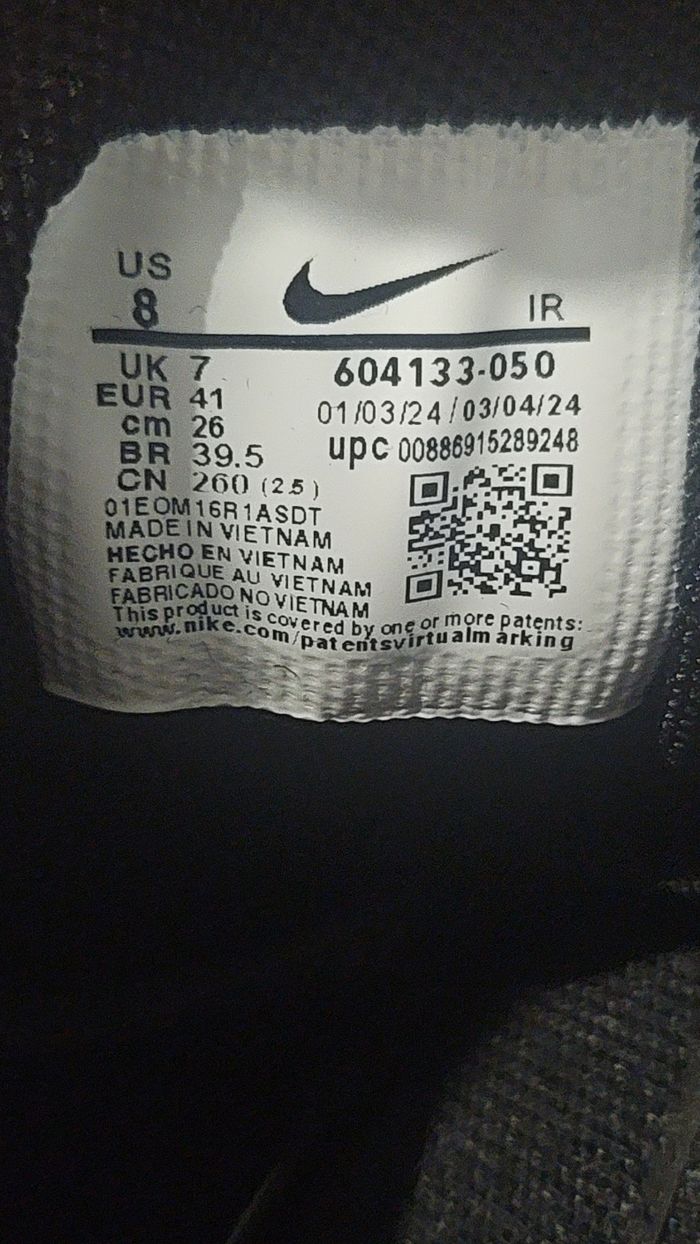 US
8
IR
UK 7
EUR 41
cm 26
BR 39.5
CN 260 (2.5)
604133-050
01/03/24 / 03/04/24
upc 00886915289248
01EOM16R1ASDT
MADE IN VIETNAM
HECHO EN VIETNAM
FABRIQUE AU VIETNAM
FABRICADO NO VIETNAM
This product is covered by one or more patents:
www.nike.com/patentsvirtualmarking